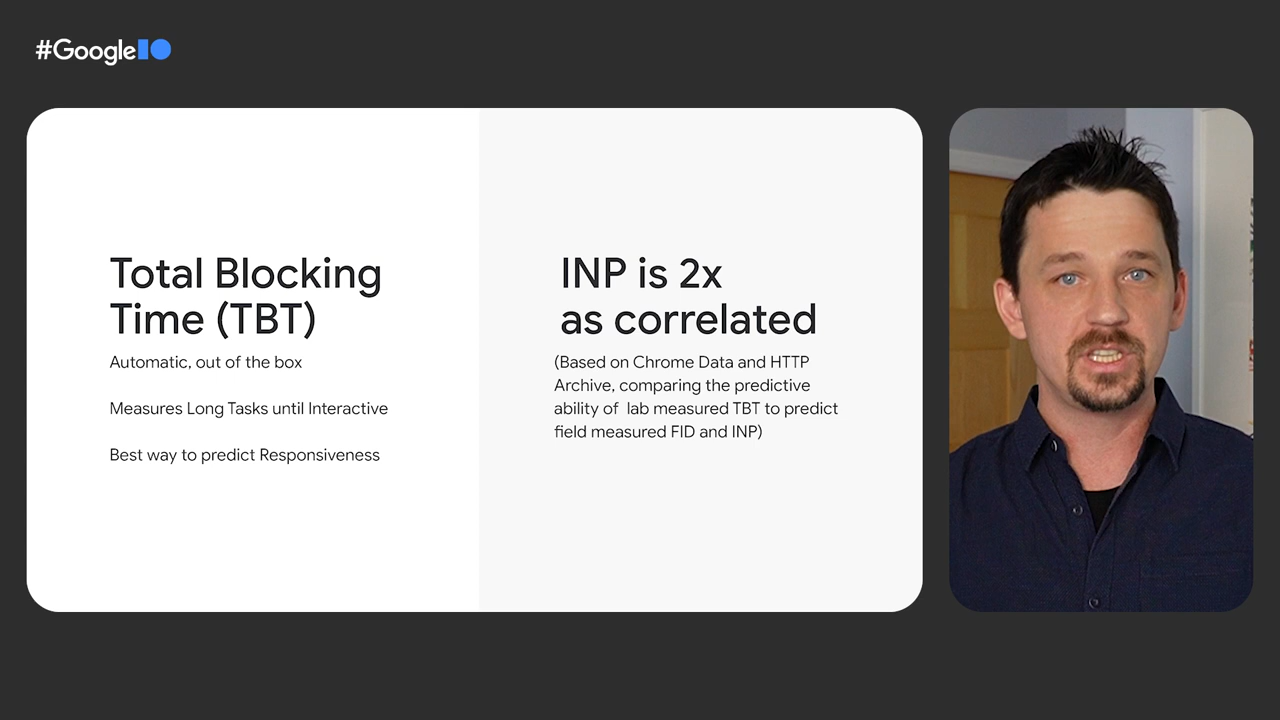 #GoogleIO
Total Blocking
Time (TBT)
Automatic, out of the box
Measures Long Tasks until Interactive
Best way to predict Responsiveness
INP is 2x
as correlated
(Based on Chrome Data and HTTP
Archive, comparing the predictive
ability of  lab measured TBT to predict
field measured FID and INP)